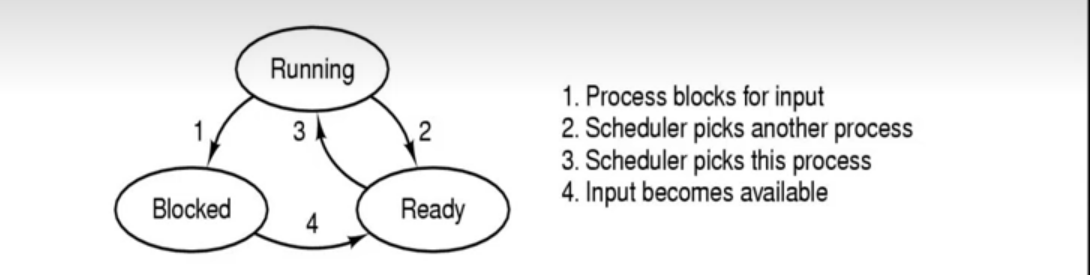 Running
1
3
2
Blocked
4
Ready
1. Process blocks for input
2. Scheduler picks another process
3. Scheduler picks this process
4. Input becomes available